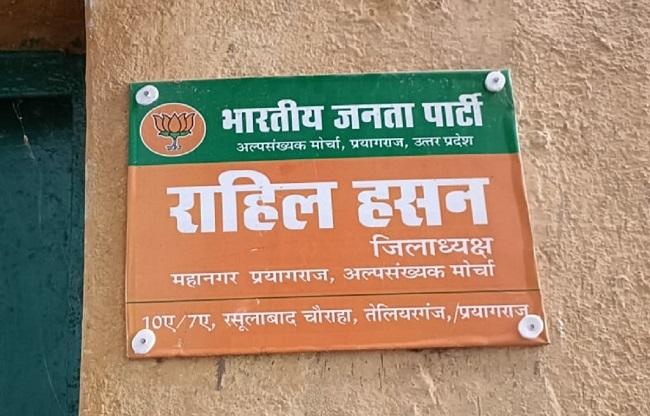 भारतीय जनता पार्टी
अल्पसंख्यक मोर्चा, प्रयागराज, उत्तर प्रदेश
राहिल हसन
जिलाध्यक्ष
महानगर प्रयागराज, अल्पसंख्यक मोर्चा
10ए/7ए, रसूलाबाद चौराहा, तेलियरगंज,/प्रयागराज